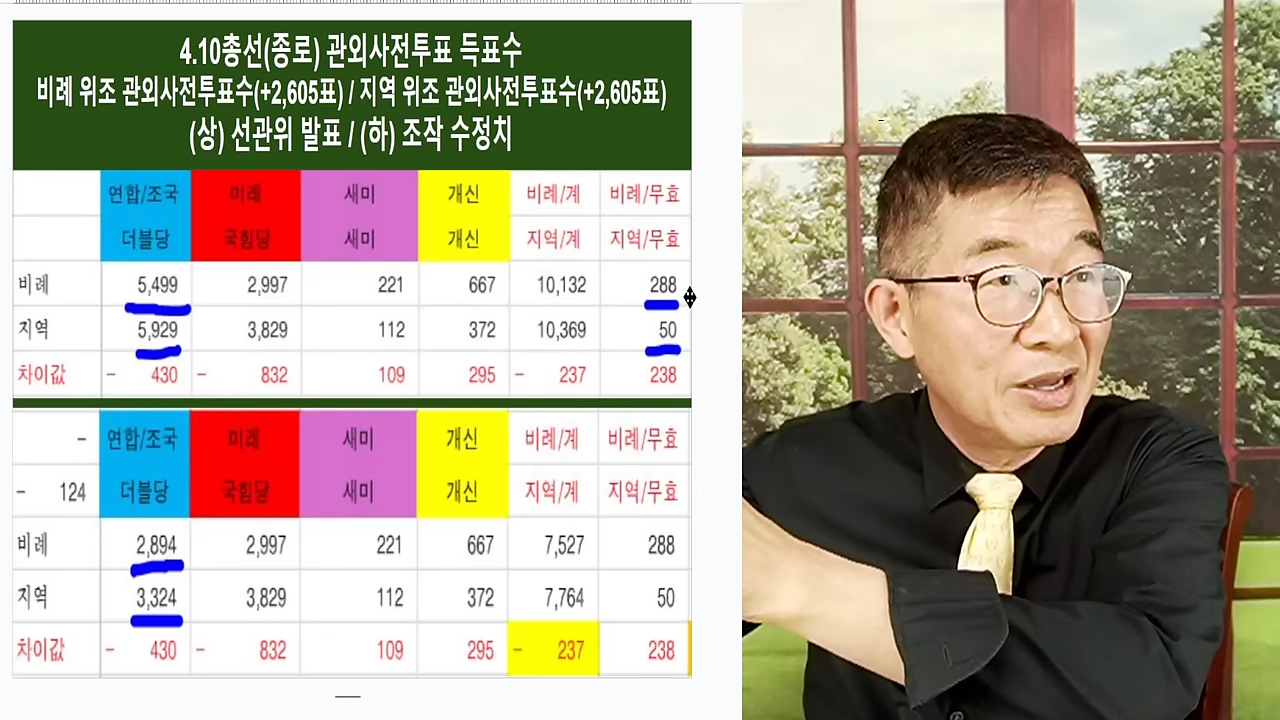 4.10총선(종로) 관외사전투표 득표수
비례 위조 관외사전투표수(+2,605표) / 지역 위조 관외사전투표수(+2,605표)
(상) 선관위 발표 / (하) 조작 수정치
연합/조국 미래 새미 개신 비례/계 비례/무효
더블당 국힘당 새미 개신 지역/계 지역/무효
비례 5,499 2,997 221 667 10,132 288
지역 5,929 3,829 112 372 10,369 50
차이값 - 430 - 832 109 295 - 237 238
- 연합/조국 미래 새미 개신 비례/계 비례/무효
- 124 더블당 국힘당 새미 개신 지역/계 지역/무효
비례 2,894 2,997 221 667 7,527 288
지역 3,324 3,829 112 372 7,764 50
차이값 - 430 - 832 109 295 - 237 238